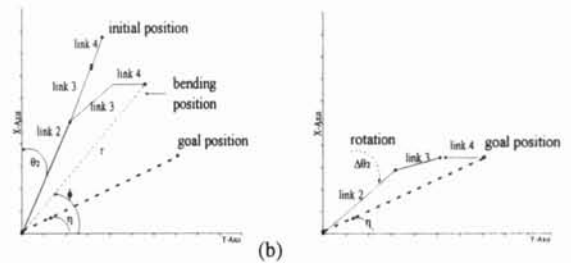 initial position
link 4
link 3
link 4
link 3
bending
position
link 2
goal position
X-Axis
θ2
r
ϕ
η
Y-Axis
(b)
X-Axis
rotation
goal position
Δθ2
link 3
link 4
link 2
η
Y-Axis